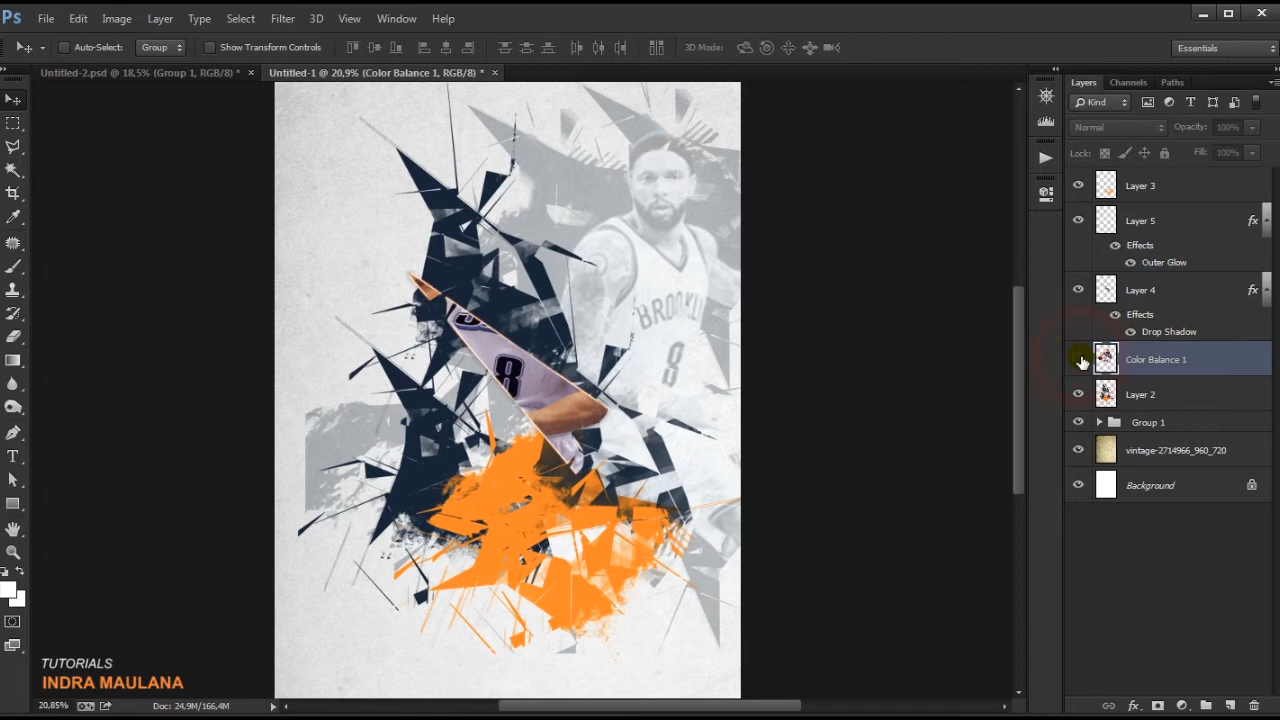 Ps File Edit Image Layer Type Select Filter 3D View Window Help
Auto-Select: Group Show Transform Controls 3D Mode: Essentials
Untitled-2.psd @ 18,5% (Group 1, RGB/8) * × Untitled-1 @ 20,9% (Color Balance 1, RGB/8) * ×
Layers Channels Paths
Kind
Normal Opacity: 100%
Lock: Fill: 100%
Layer 3
Layer 5 fx
Effects
Outer Glow
Layer 4 fx
Effects
Drop Shadow
Color Balance 1
Layer 2
Group 1
vintage-2714966_960_720
Background
BROOKLY
8
8
TUTORIALS
INDRA MAULANA
20,85% Doc: 24,9M/166,4M